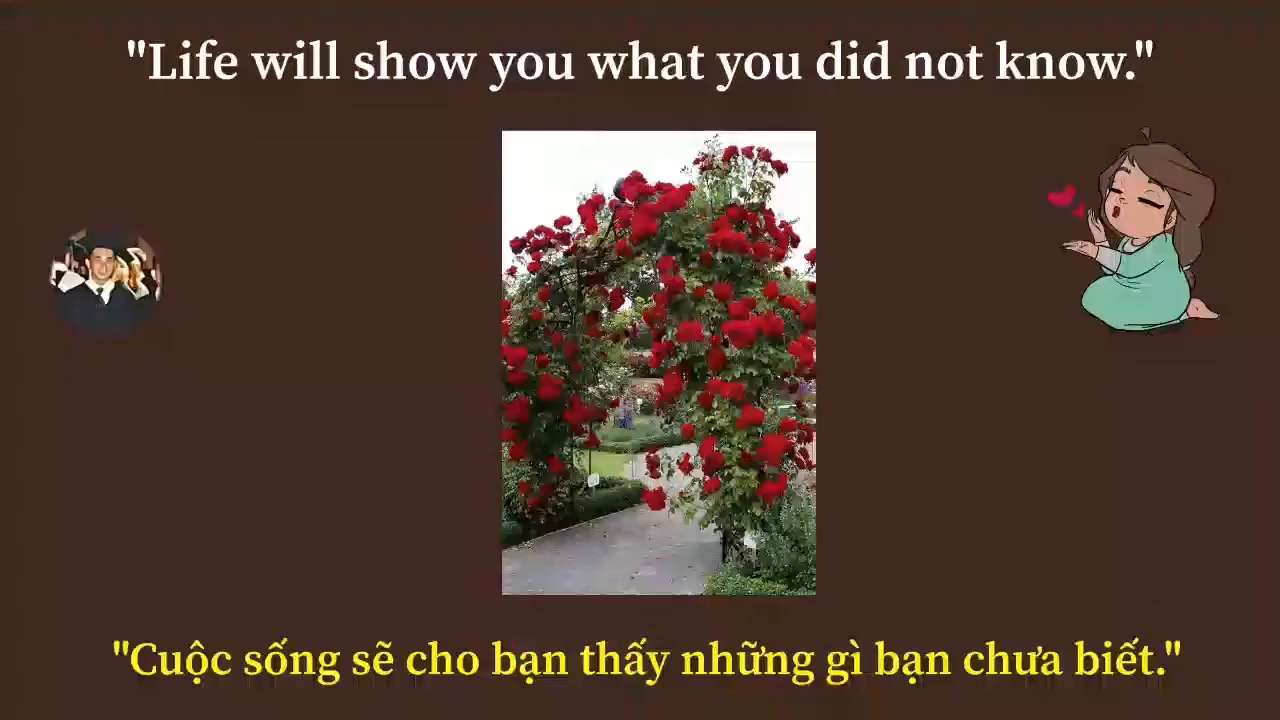 "Life will show you what you did not know."
"Cuộc sống sẽ cho bạn thấy những gì bạn chưa biết."